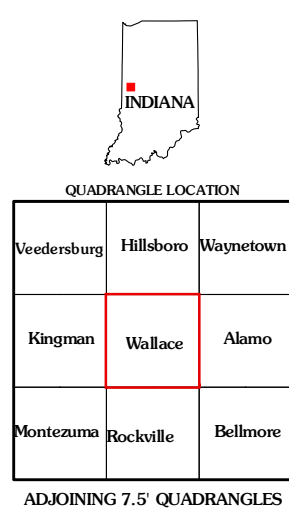 INDIANA
QUADRANGLE LOCATION
Veedersburg Hillsboro Waynetown
Kingman Wallace Alamo
Montezuma Rockville Bellmore
ADJOINING 7.5' QUADRANGLES